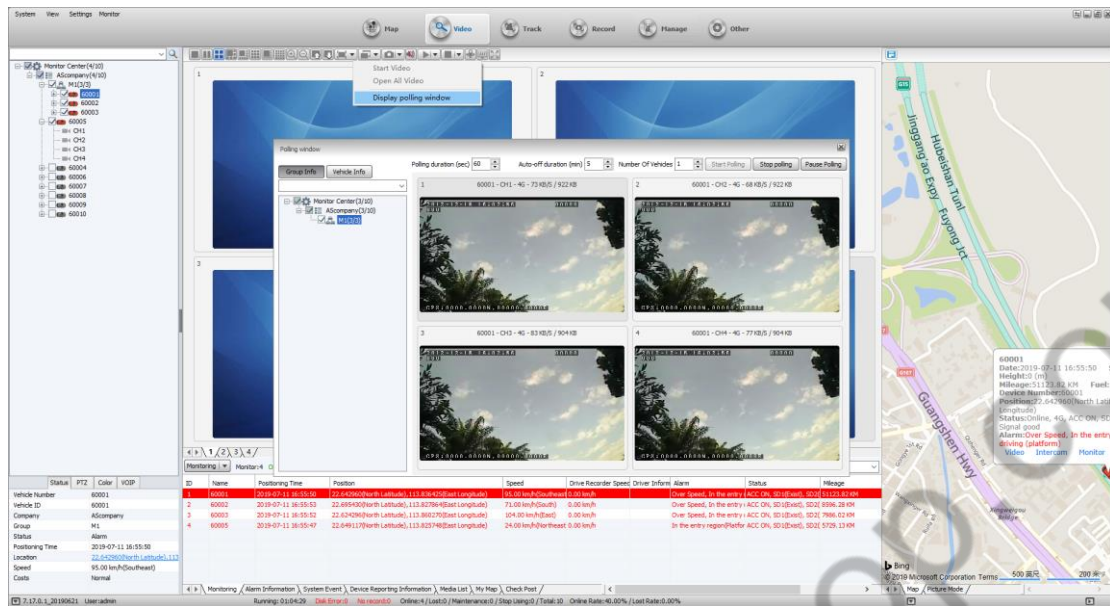 System View Settings Monitor
Map Video Track Record Manage Other
Start Video
Open All Video
Display polling window
Monitor Center(4/10)
AScompany(4/10)
M1(3/3)
60001
60002
60003
60005
CH1
CH2
CH3
CH4
60004
60006
60007
60008
60009
60010
1
2
3
Polling window
Group Info Vehicle Info
Polling duration (sec) 60 Auto-off duration (min) 5 Number Of Vehicles 1 Start Polling Stop polling Pause Polling
Monitor Center(3/10)
AScompany(3/10)
M1(3/3)
1 60001 - CH1 - 4G - 73 KB/S / 922 KB
2 60001 - CH2 - 4G - 68 KB/S / 922 KB
3 60001 - CH3 - 4G - 83 KB/S / 904 KB
4 60001 - CH4 - 4G - 77 KB/S / 904 KB
1 2 3 4
Monitoring Monitor:4
ID Name Positioning Time Position Speed Drive Recorder Speed Driver Inform Alarm Status Mileage
1 60001 2019-07-11 16:55:50 22.642960(North Latitude),113.836425(East Longitude) 95.00 km/h(Southeast) 0.00 km/h Over Speed, In the entry ACC ON, SD1(Exist), SD2( 51123.82 KM
2 60002 2019-07-11 16:55:53 22.695430(North Latitude),113.827864(East Longitude) 71.00 km/h(South) 0.00 km/h Over Speed, In the entry ACC ON, SD1(Exist), SD2( 9396.28 KM
3 60003 2019-07-11 16:55:52 22.624296(North Latitude),113.860270(East Longitude) 104.00 km/h(East) 0.00 km/h Over Speed, In the entry ACC ON, SD1(Exist), SD2( 7986.02 KM
4 60005 2019-07-11 16:55:47 22.649117(North Latitude),113.825748(East Longitude) 24.00 km/h(Northeast) 0.00 km/h In the entry region(Platfor ACC ON, SD1(Exist), SD2( 5729.13 KM
Status PTZ Color VOIP
Vehicle Number 60001
Vehicle ID 60001
Company AScompany
Group M1
Status Alarm
Positioning Time 2019-07-11 16:55:50
Location 22.642960(North Latitude),113
Speed 95.00 km/h(Southeast)
Costs Normal
Monitoring Alarm Information System Event Device Reporting Information Media List My Map Check Post
7.17.0.1_20190621 User:admin Running: 01:04:29 Disk Error:0 No record:0 Online:4 / Lost:0 / Maintenance:0 / Stop Using:0 / Total:10 Online Rate:40.00% / Lost Rate:0.00%
G15
Jinggang'ao Expy
Hubeishan Tunl
Fuyong Jct
G107
Guangshen Hwy
60001
Date:2019-07-11 16:55:50
Height:0 (m)
Mileage:51123.82 KM Fuel:
Device Number:60001
Position:22.642960(North Lati
Longitude)
Status:Online, 4G, ACC ON, SD
Signal good
Alarm:Over Speed, In the entry
driving (platform)
Video Intercom Monitor
Bing
© 2019 Microsoft Corporation Terms 500 英尺 200
Map Picture Mode